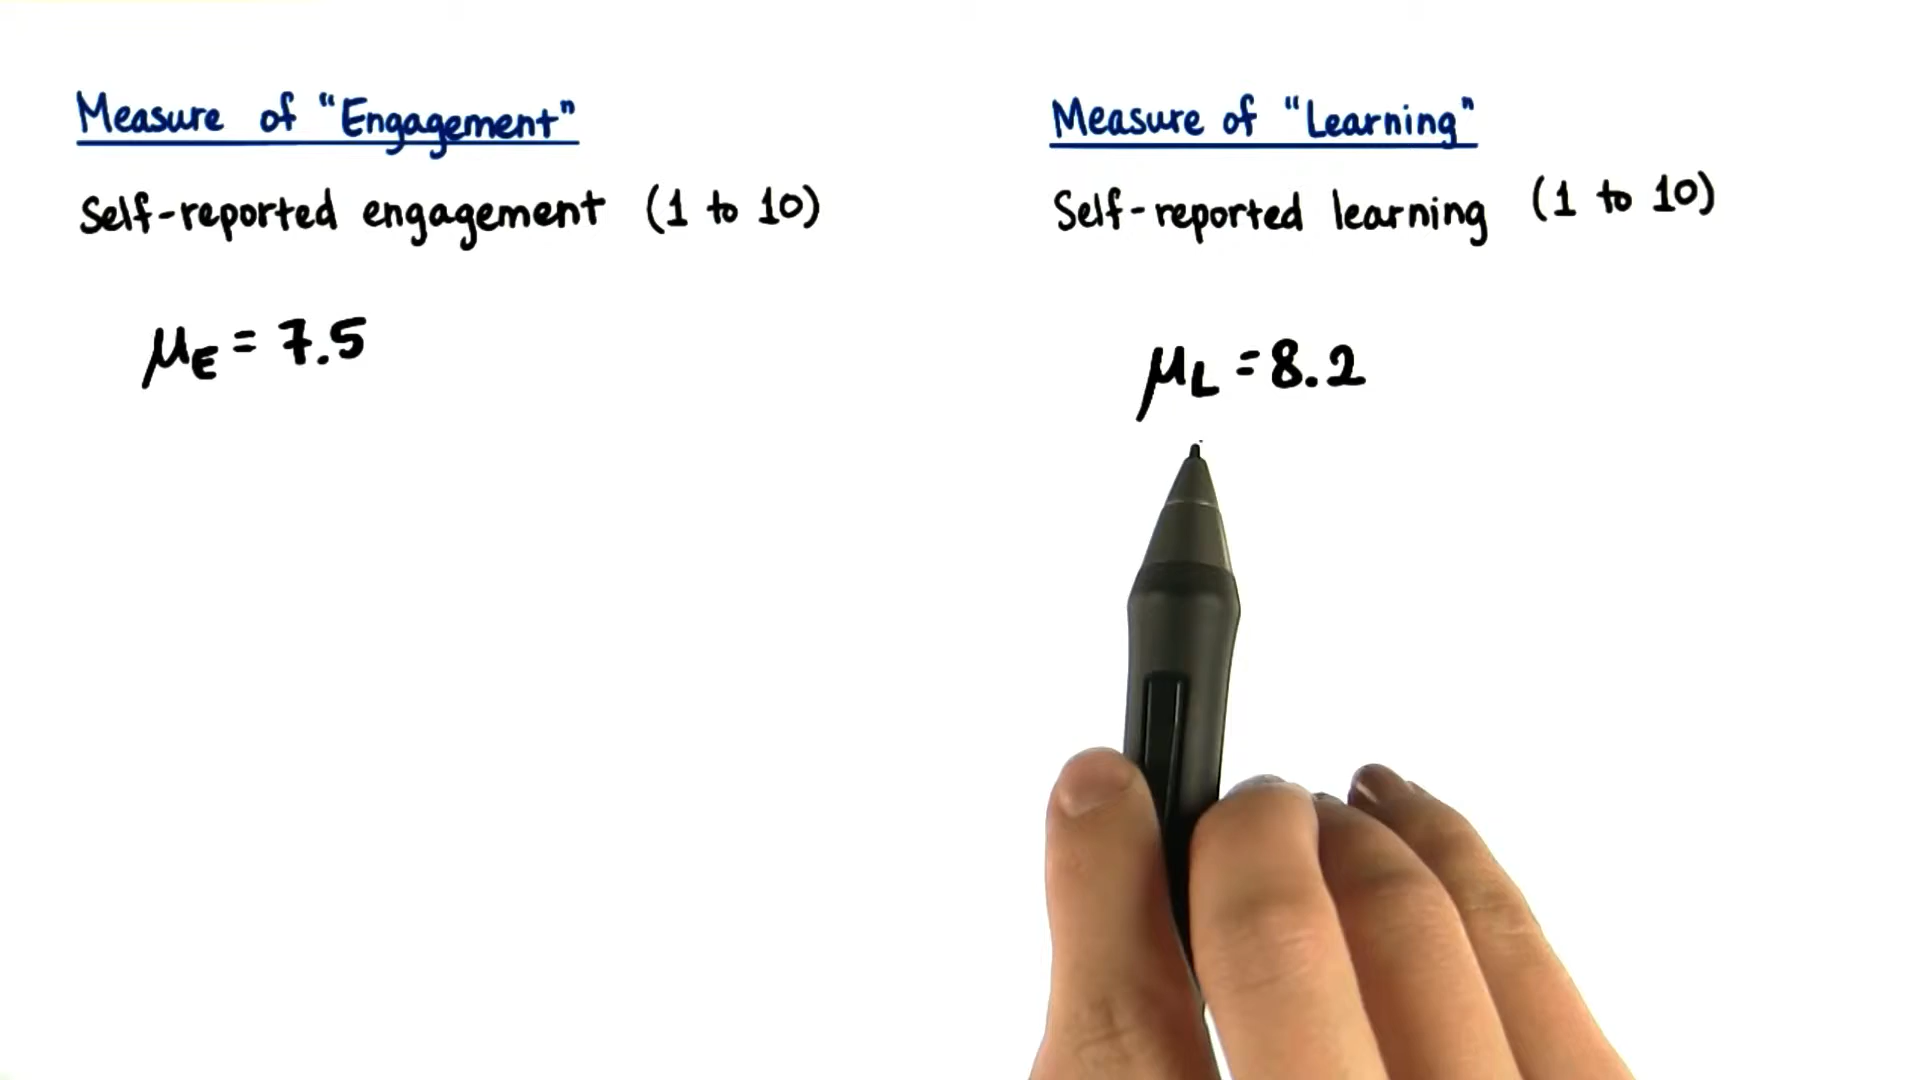 Measure of "Engagement"
Self-reported engagement (1 to 10)
μE = 7.5
Measure of "Learning"
Self-reported learning (1 to 10)
μL = 8.2